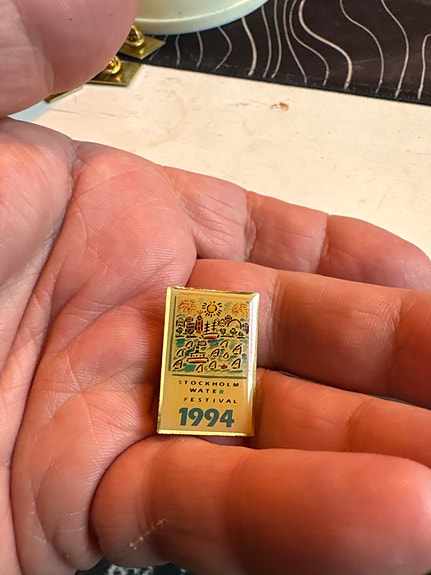 STOCKHOLM
WATER
FESTIVAL
1994